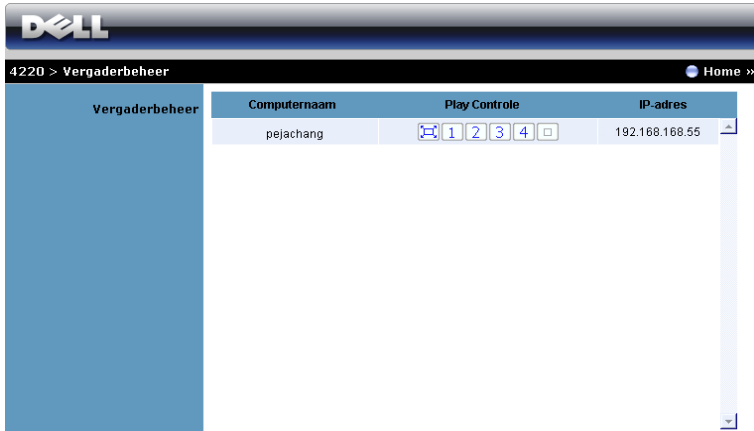 DELL
4220 > Vergaderbeheer
Home »
Vergaderbeheer
Computernaam Play Controle IP-adres
pejachang 1 2 3 4 192.168.168.55